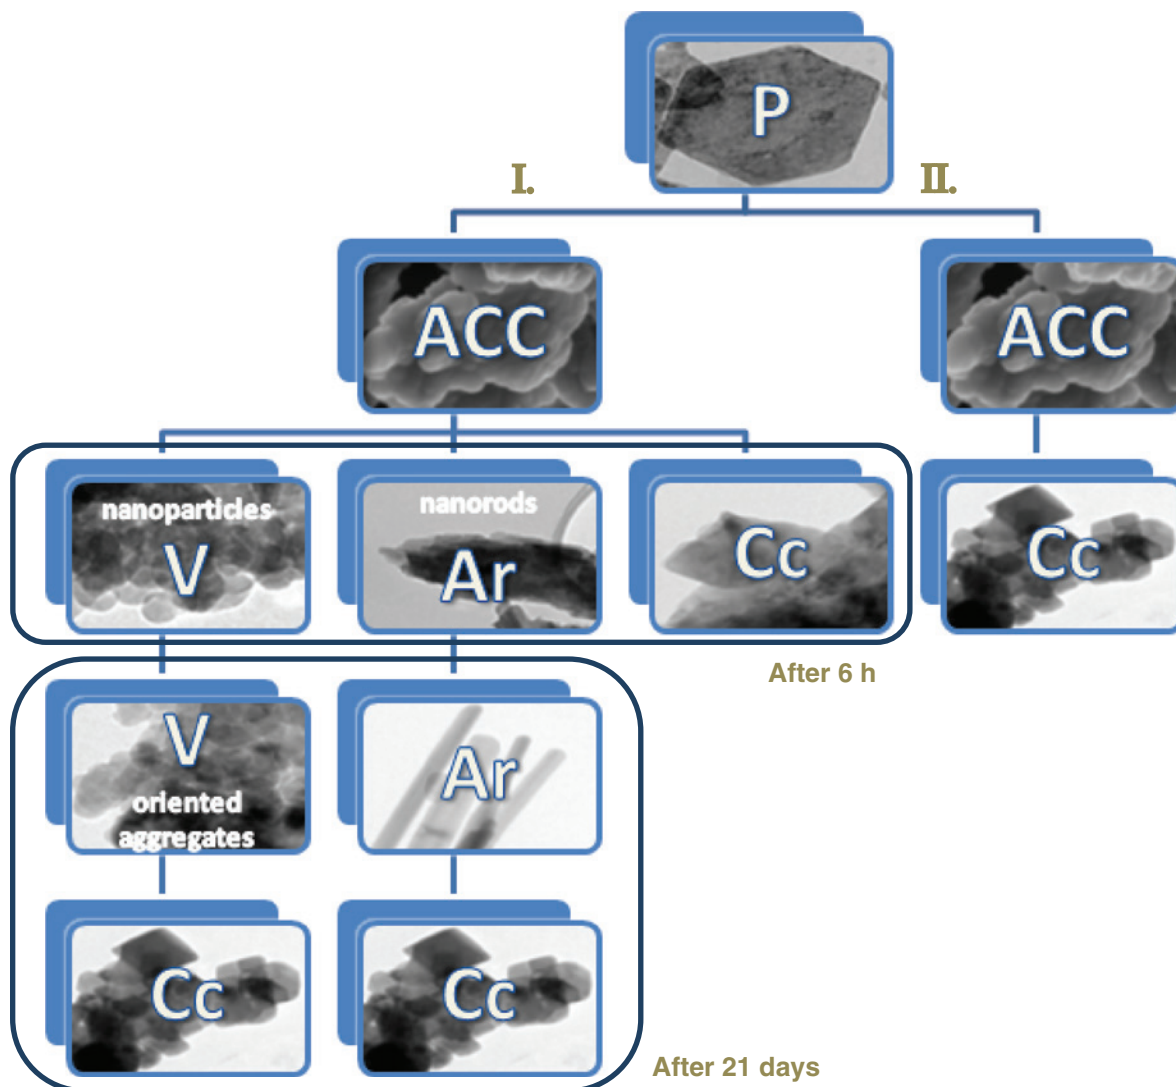 P
I.
II.
ACC
ACC
nanoparticles
V
nanorods
Ar
Cc
Cc
After 6 h
V
oriented
aggregates
Ar
Cc
Cc
After 21 days